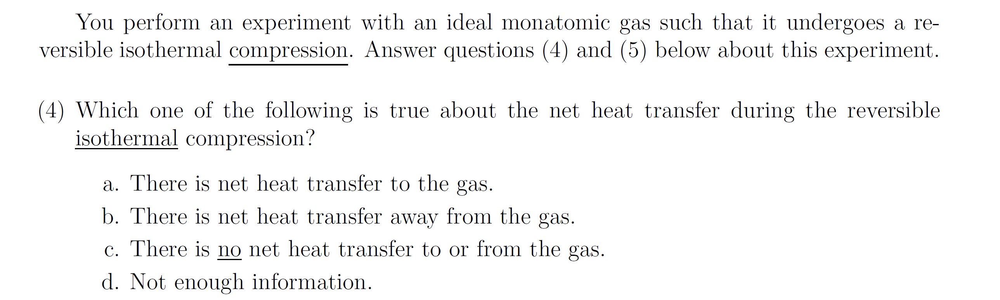 You perform an experiment with an ideal monatomic gas such that it undergoes a re-
versible isothermal compression. Answer questions (4) and (5) below about this experiment.
(4) Which one of the following is true about the net heat transfer during the reversible
isothermal compression?
a. There is net heat transfer to the gas.
b. There is net heat transfer away from the gas.
c. There is no net heat transfer to or from the gas.
d. Not enough information.